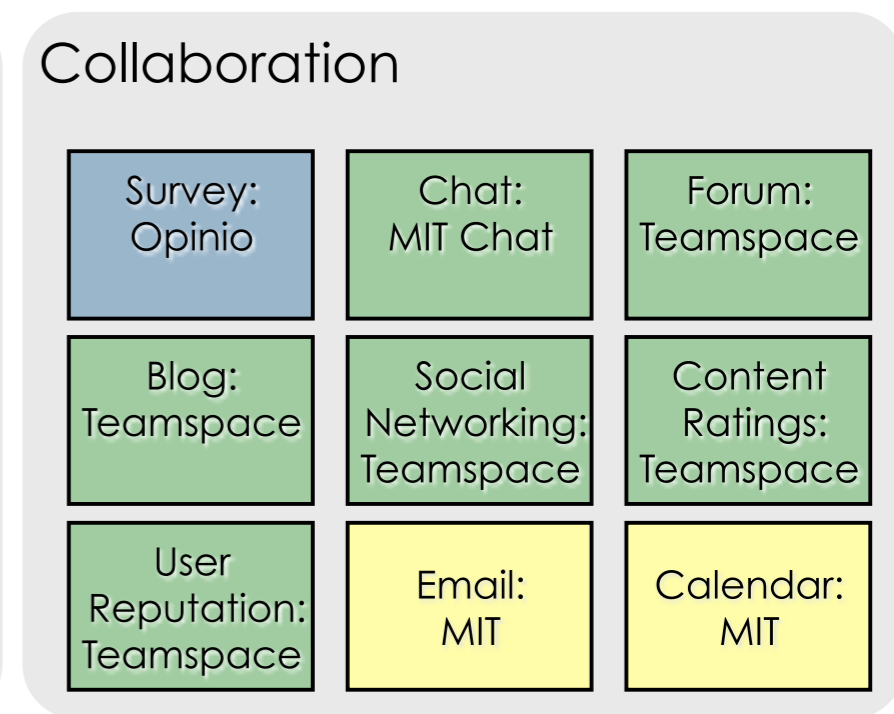 Collaboration
Survey:
Opinio
Chat:
MIT Chat
Forum:
Teamspace
Blog:
Teamspace
Social
Networking:
Teamspace
Content
Ratings:
Teamspace
User
Reputation:
Teamspace
Email:
MIT
Calendar:
MIT